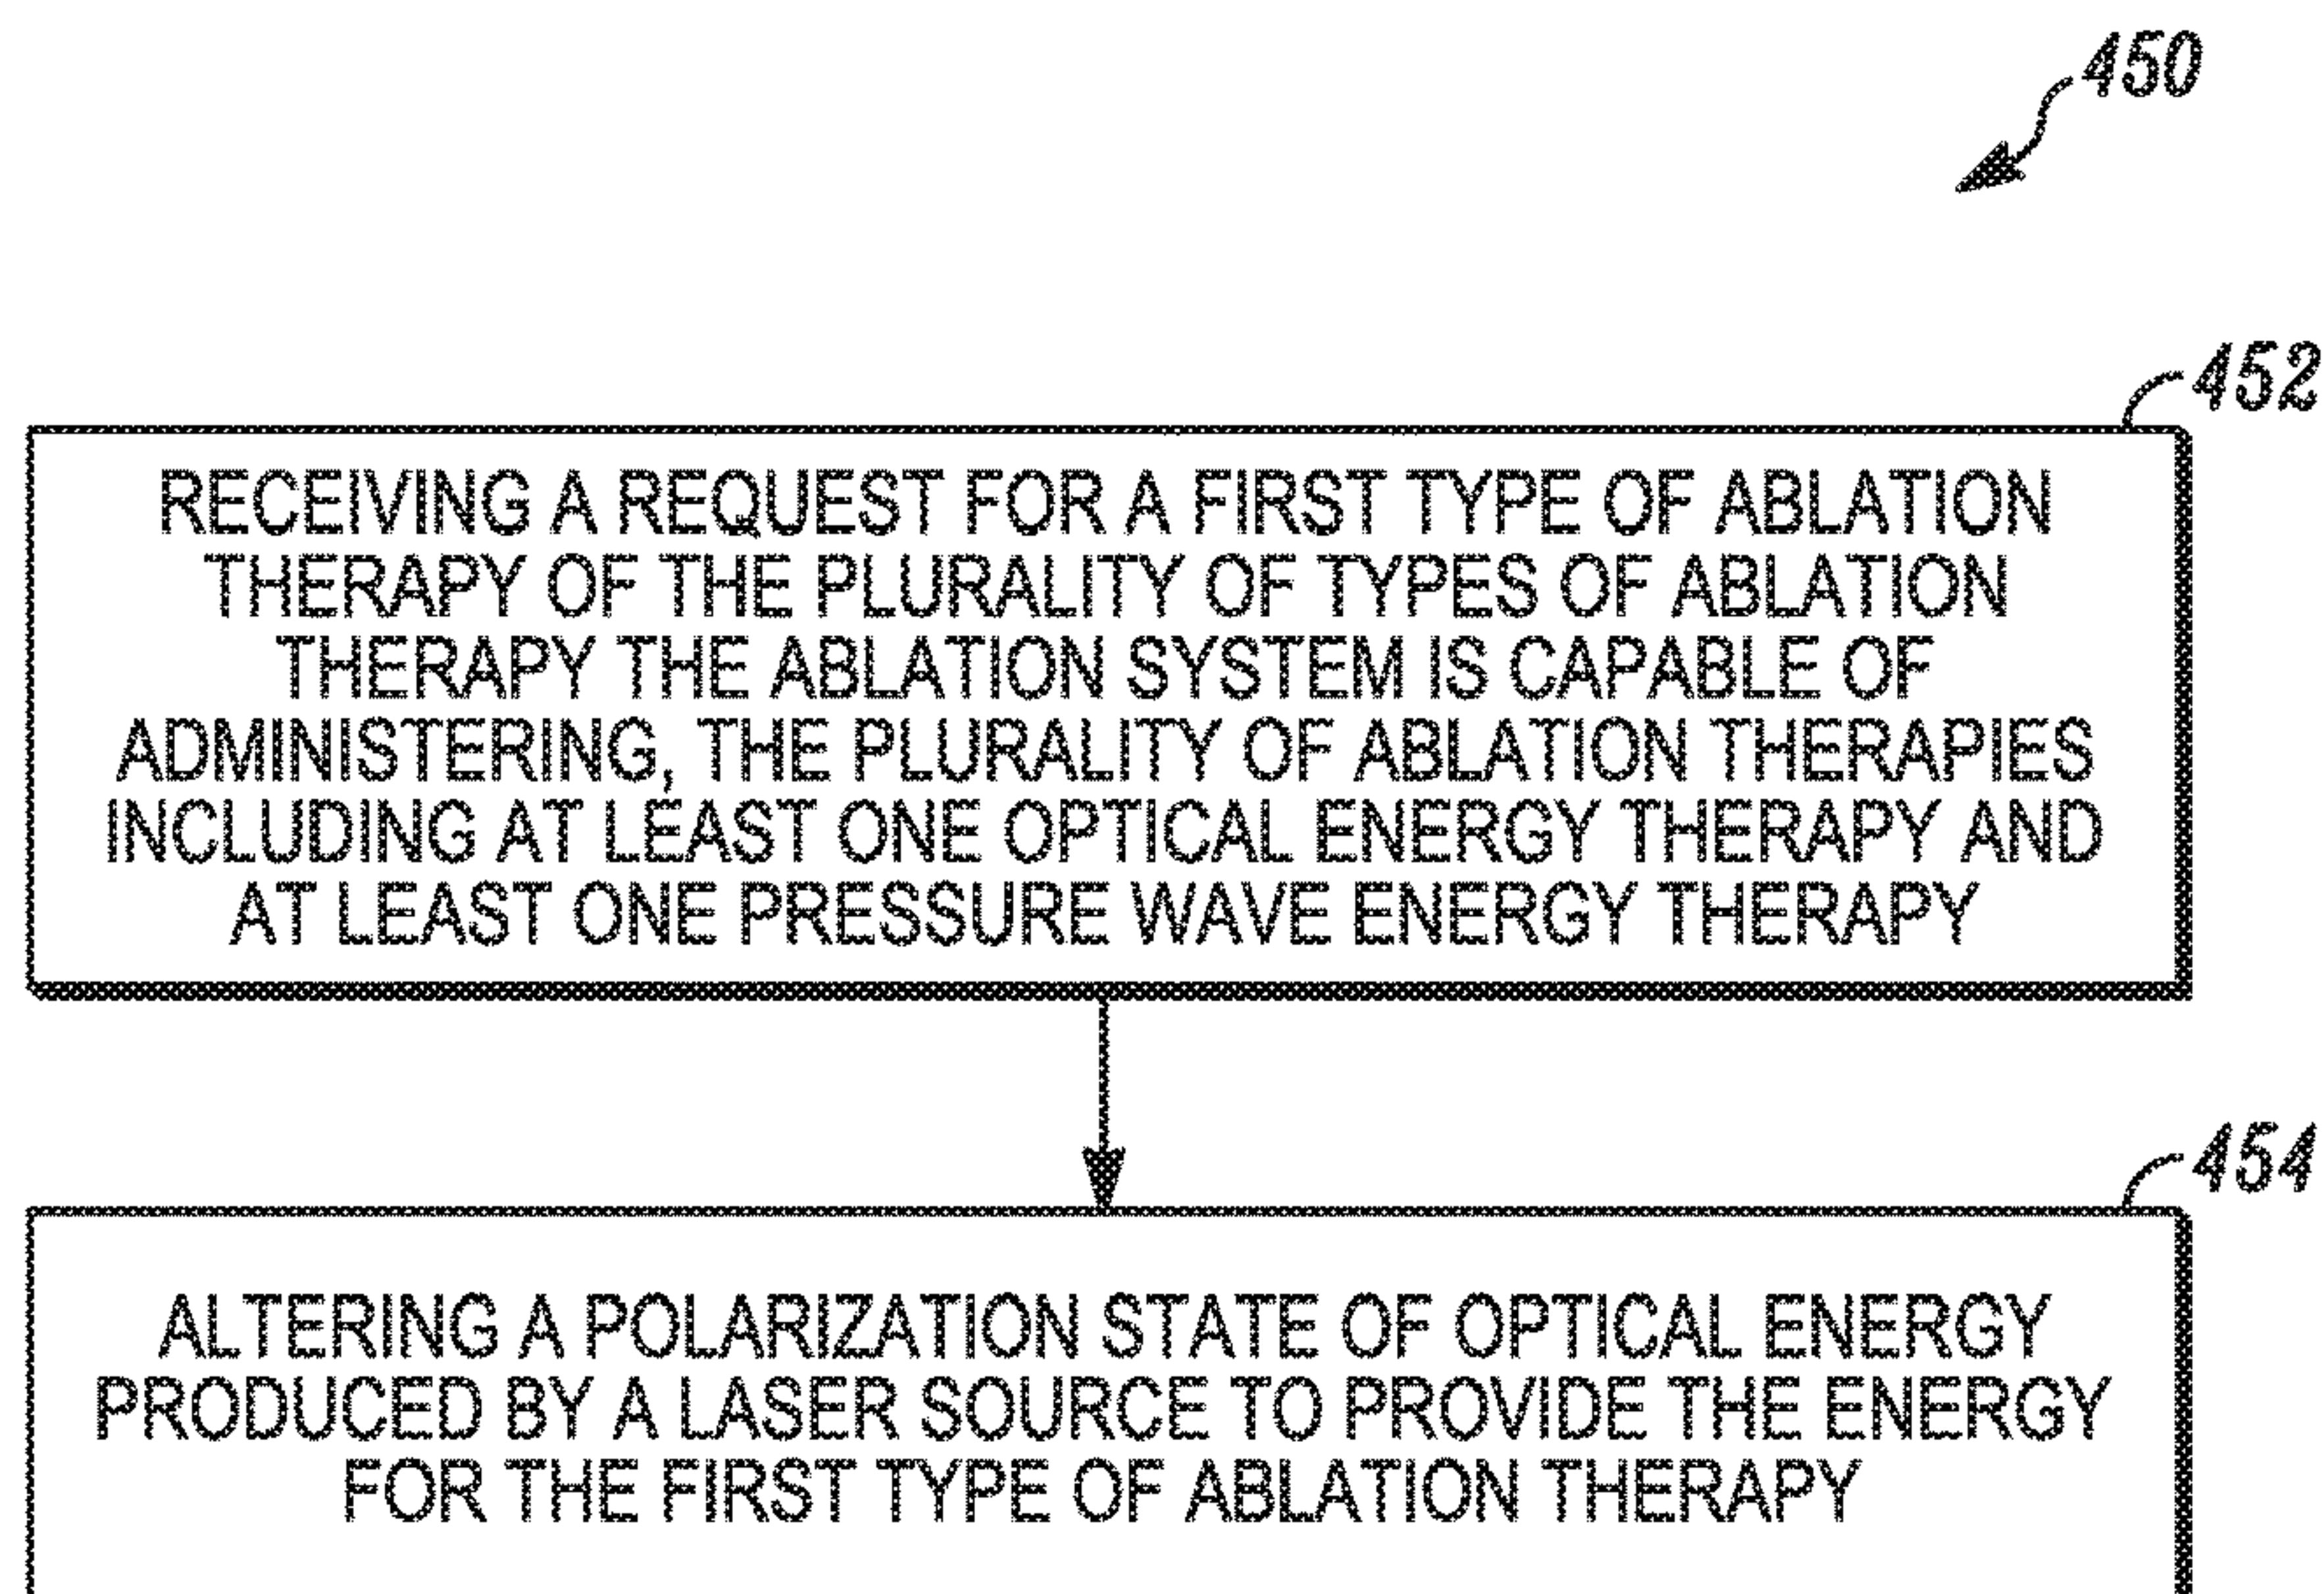 450
452
RECEIVING A REQUEST FOR A FIRST TYPE OF ABLATION
THERAPY OF THE PLURALITY OF TYPES OF ABLATION
THERAPY THE ABLATION SYSTEM IS CAPABLE OF
ADMINISTERING, THE PLURALITY OF ABLATION THERAPIES
INCLUDING AT LEAST ONE OPTICAL ENERGY THERAPY AND
AT LEAST ONE PRESSURE WAVE ENERGY THERAPY
454
ALTERING A POLARIZATION STATE OF OPTICAL ENERGY
PRODUCED BY A LASER SOURCE TO PROVIDE THE ENERGY
FOR THE FIRST TYPE OF ABLATION THERAPY